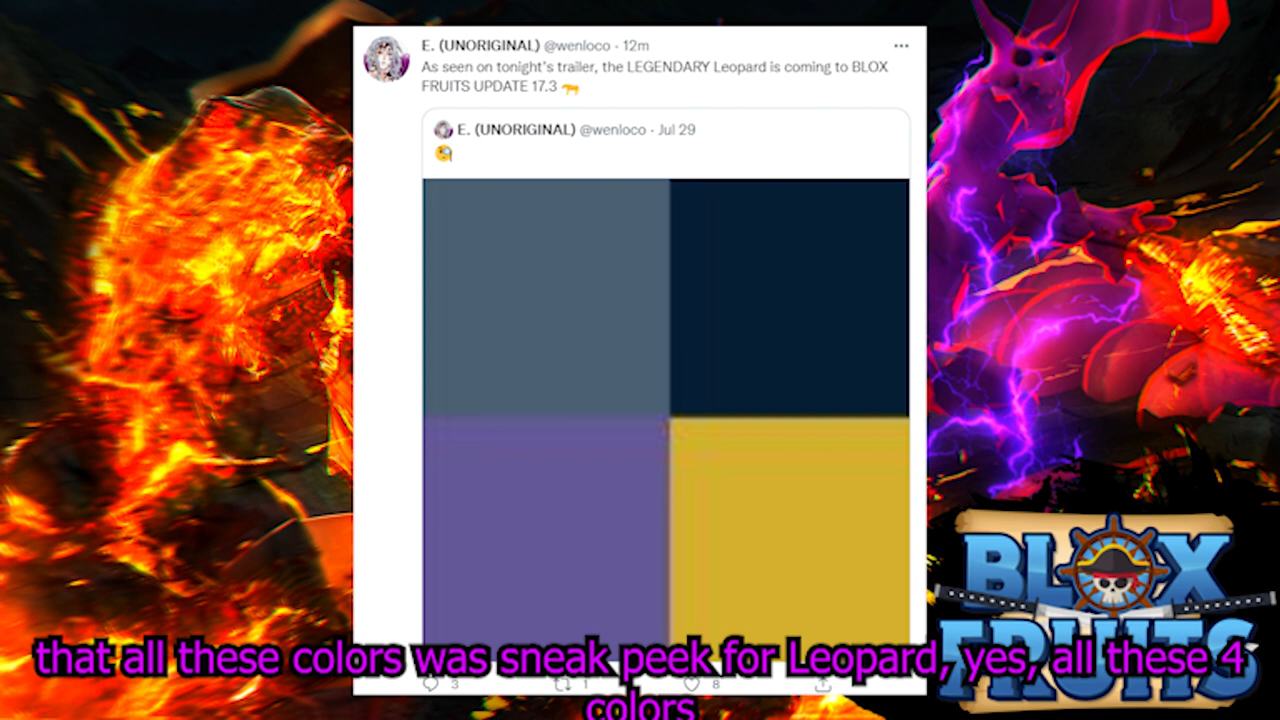 E. (UNORIGINAL) @wenloco · 12m
As seen on tonight's trailer, the LEGENDARY Leopard is coming to BLOX
FRUITS UPDATE 17.3 🐆
E. (UNORIGINAL) @wenloco · Jul 29
🧐
BLOX
FRUITS
that all these colors was sneak peek for Leopard, yes, all these 4
colors
3
1
8